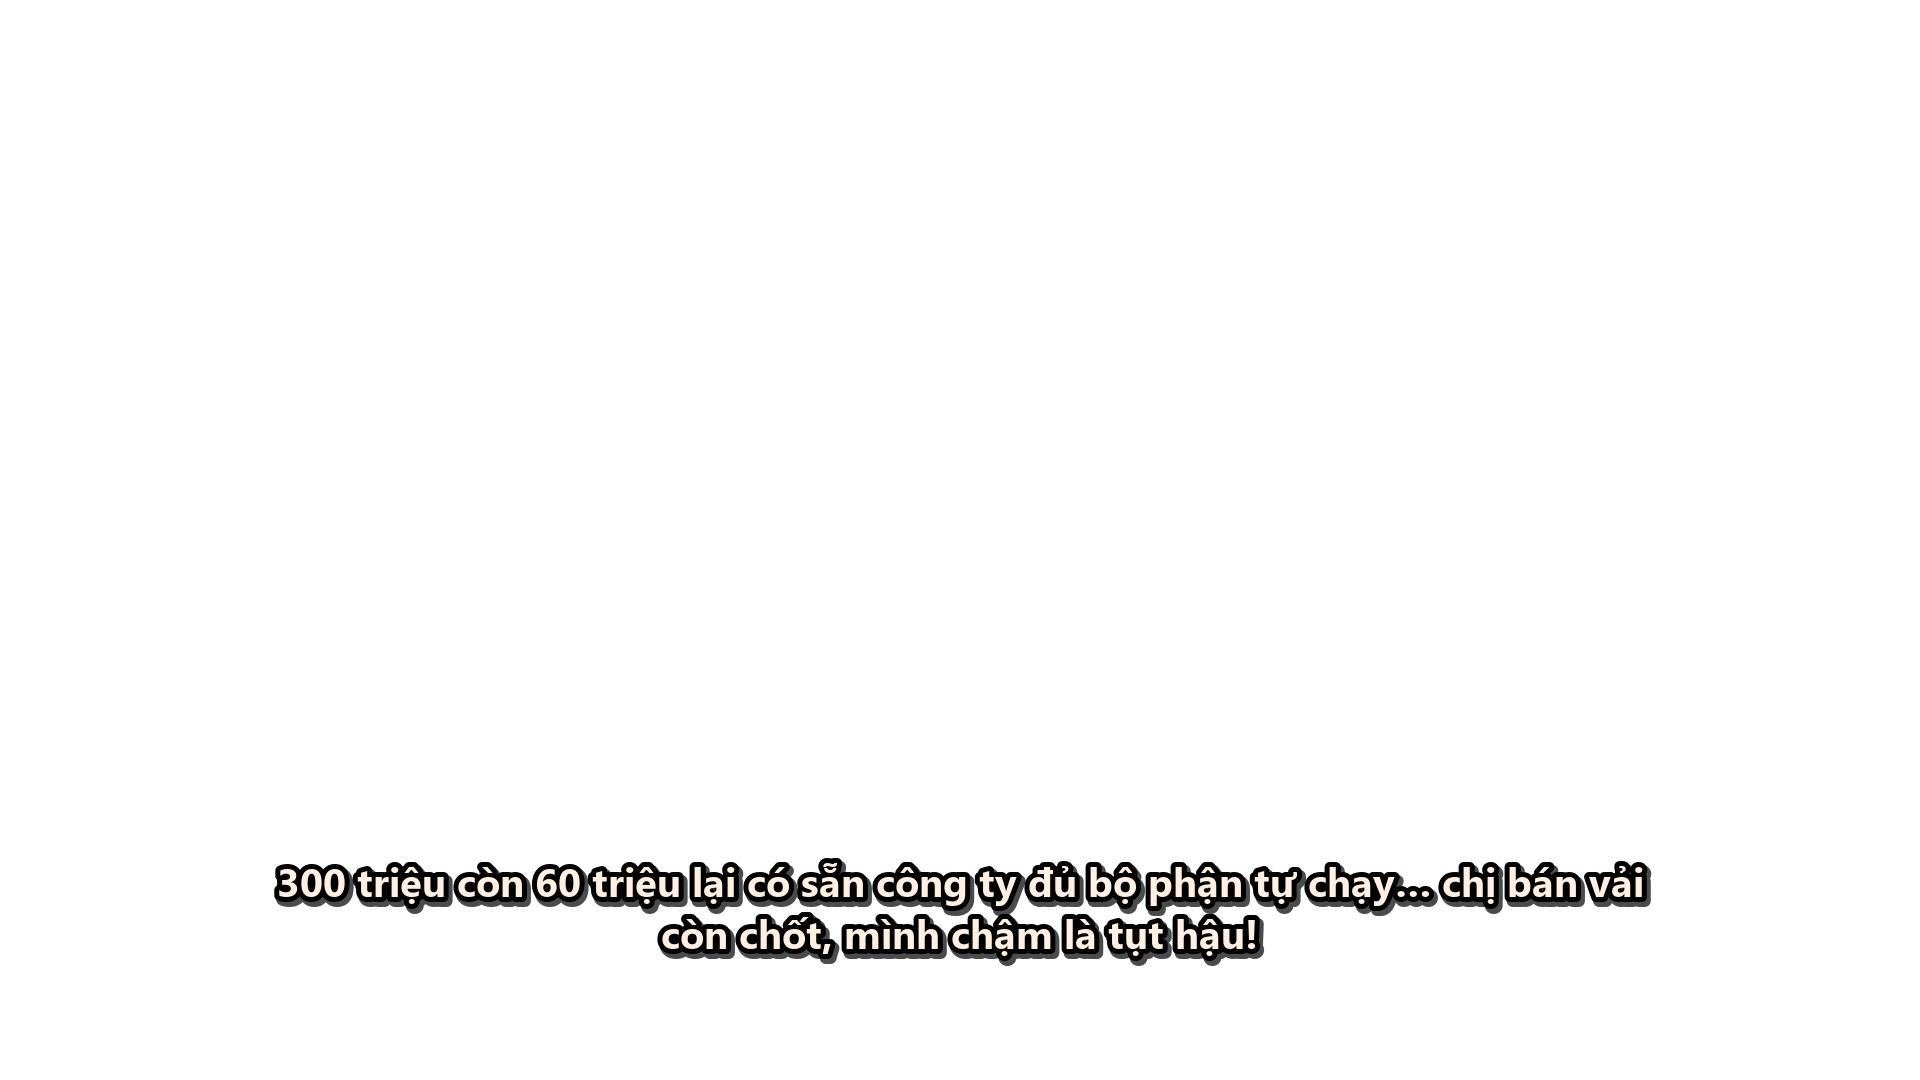 300 triệu còn 60 triệu lại có sẵn công ty đủ bộ phận tự chạy... chị bán vải
còn chốt, mình chậm là tụt hậu!